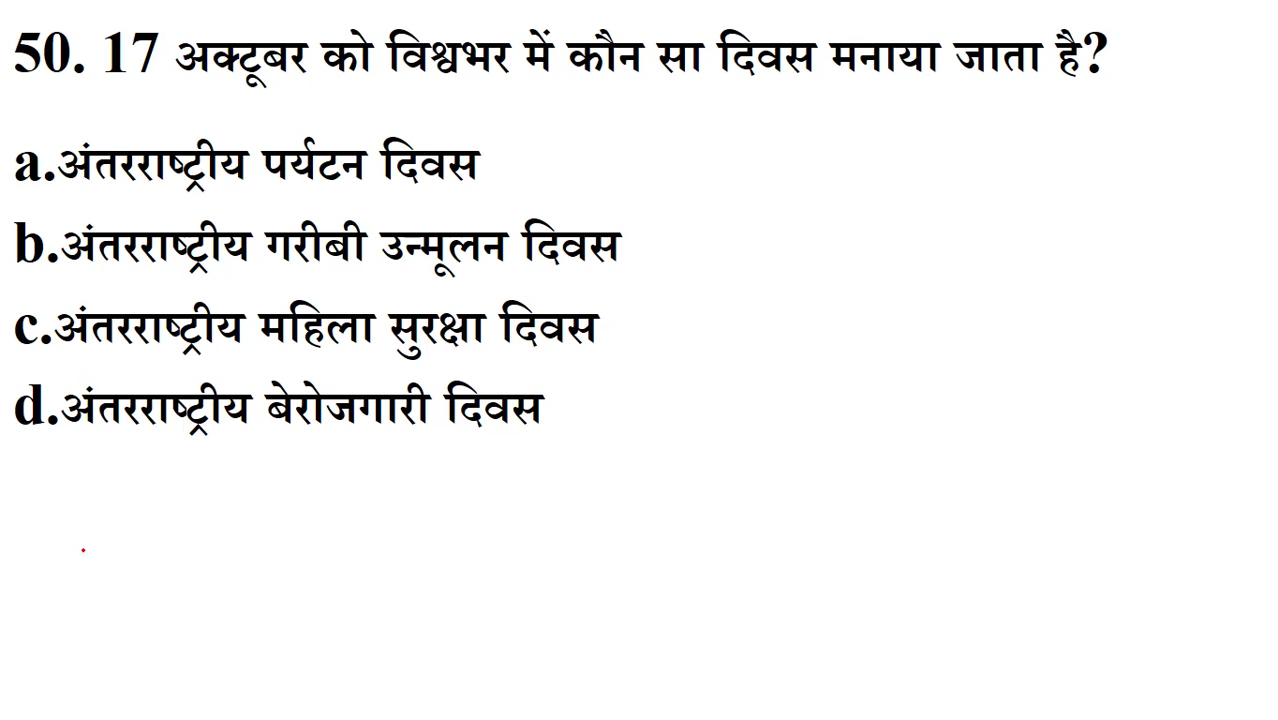 50. 17 अक्टूबर को विश्वभर में कौन सा दिवस मनाया जाता है?
a.अंतरराष्ट्रीय पर्यटन दिवस
b.अंतरराष्ट्रीय गरीबी उन्मूलन दिवस
c.अंतरराष्ट्रीय महिला सुरक्षा दिवस
d.अंतरराष्ट्रीय बेरोजगारी दिवस